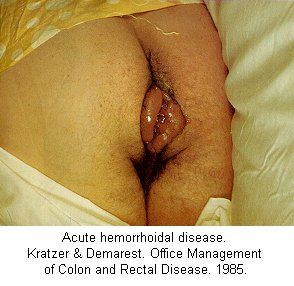 Acute hemorrhoidal disease.
Kratzer & Demarest. Office Management
of Colon and Rectal Disease. 1985.